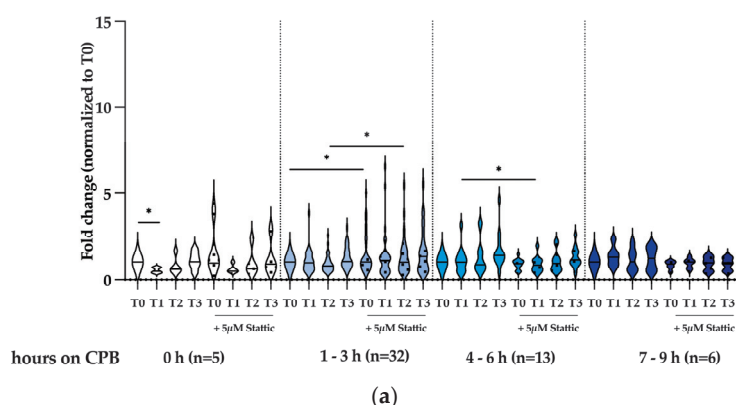 15
10
5
0
Fold change (normalized to T0)
*
*
*
*
T0 T1 T2 T3 T0 T1 T2 T3 T0 T1 T2 T3 T0 T1 T2 T3 T0 T1 T2 T3 T0 T1 T2 T3 T0 T1 T2 T3 T0 T1 T2 T3
+ 5µM Stattic + 5µM Stattic + 5µM Stattic + 5µM Stattic
hours on CPB 0 h (n=5) 1 - 3 h (n=32) 4 - 6 h (n=13) 7 - 9 h (n=6)
(a)